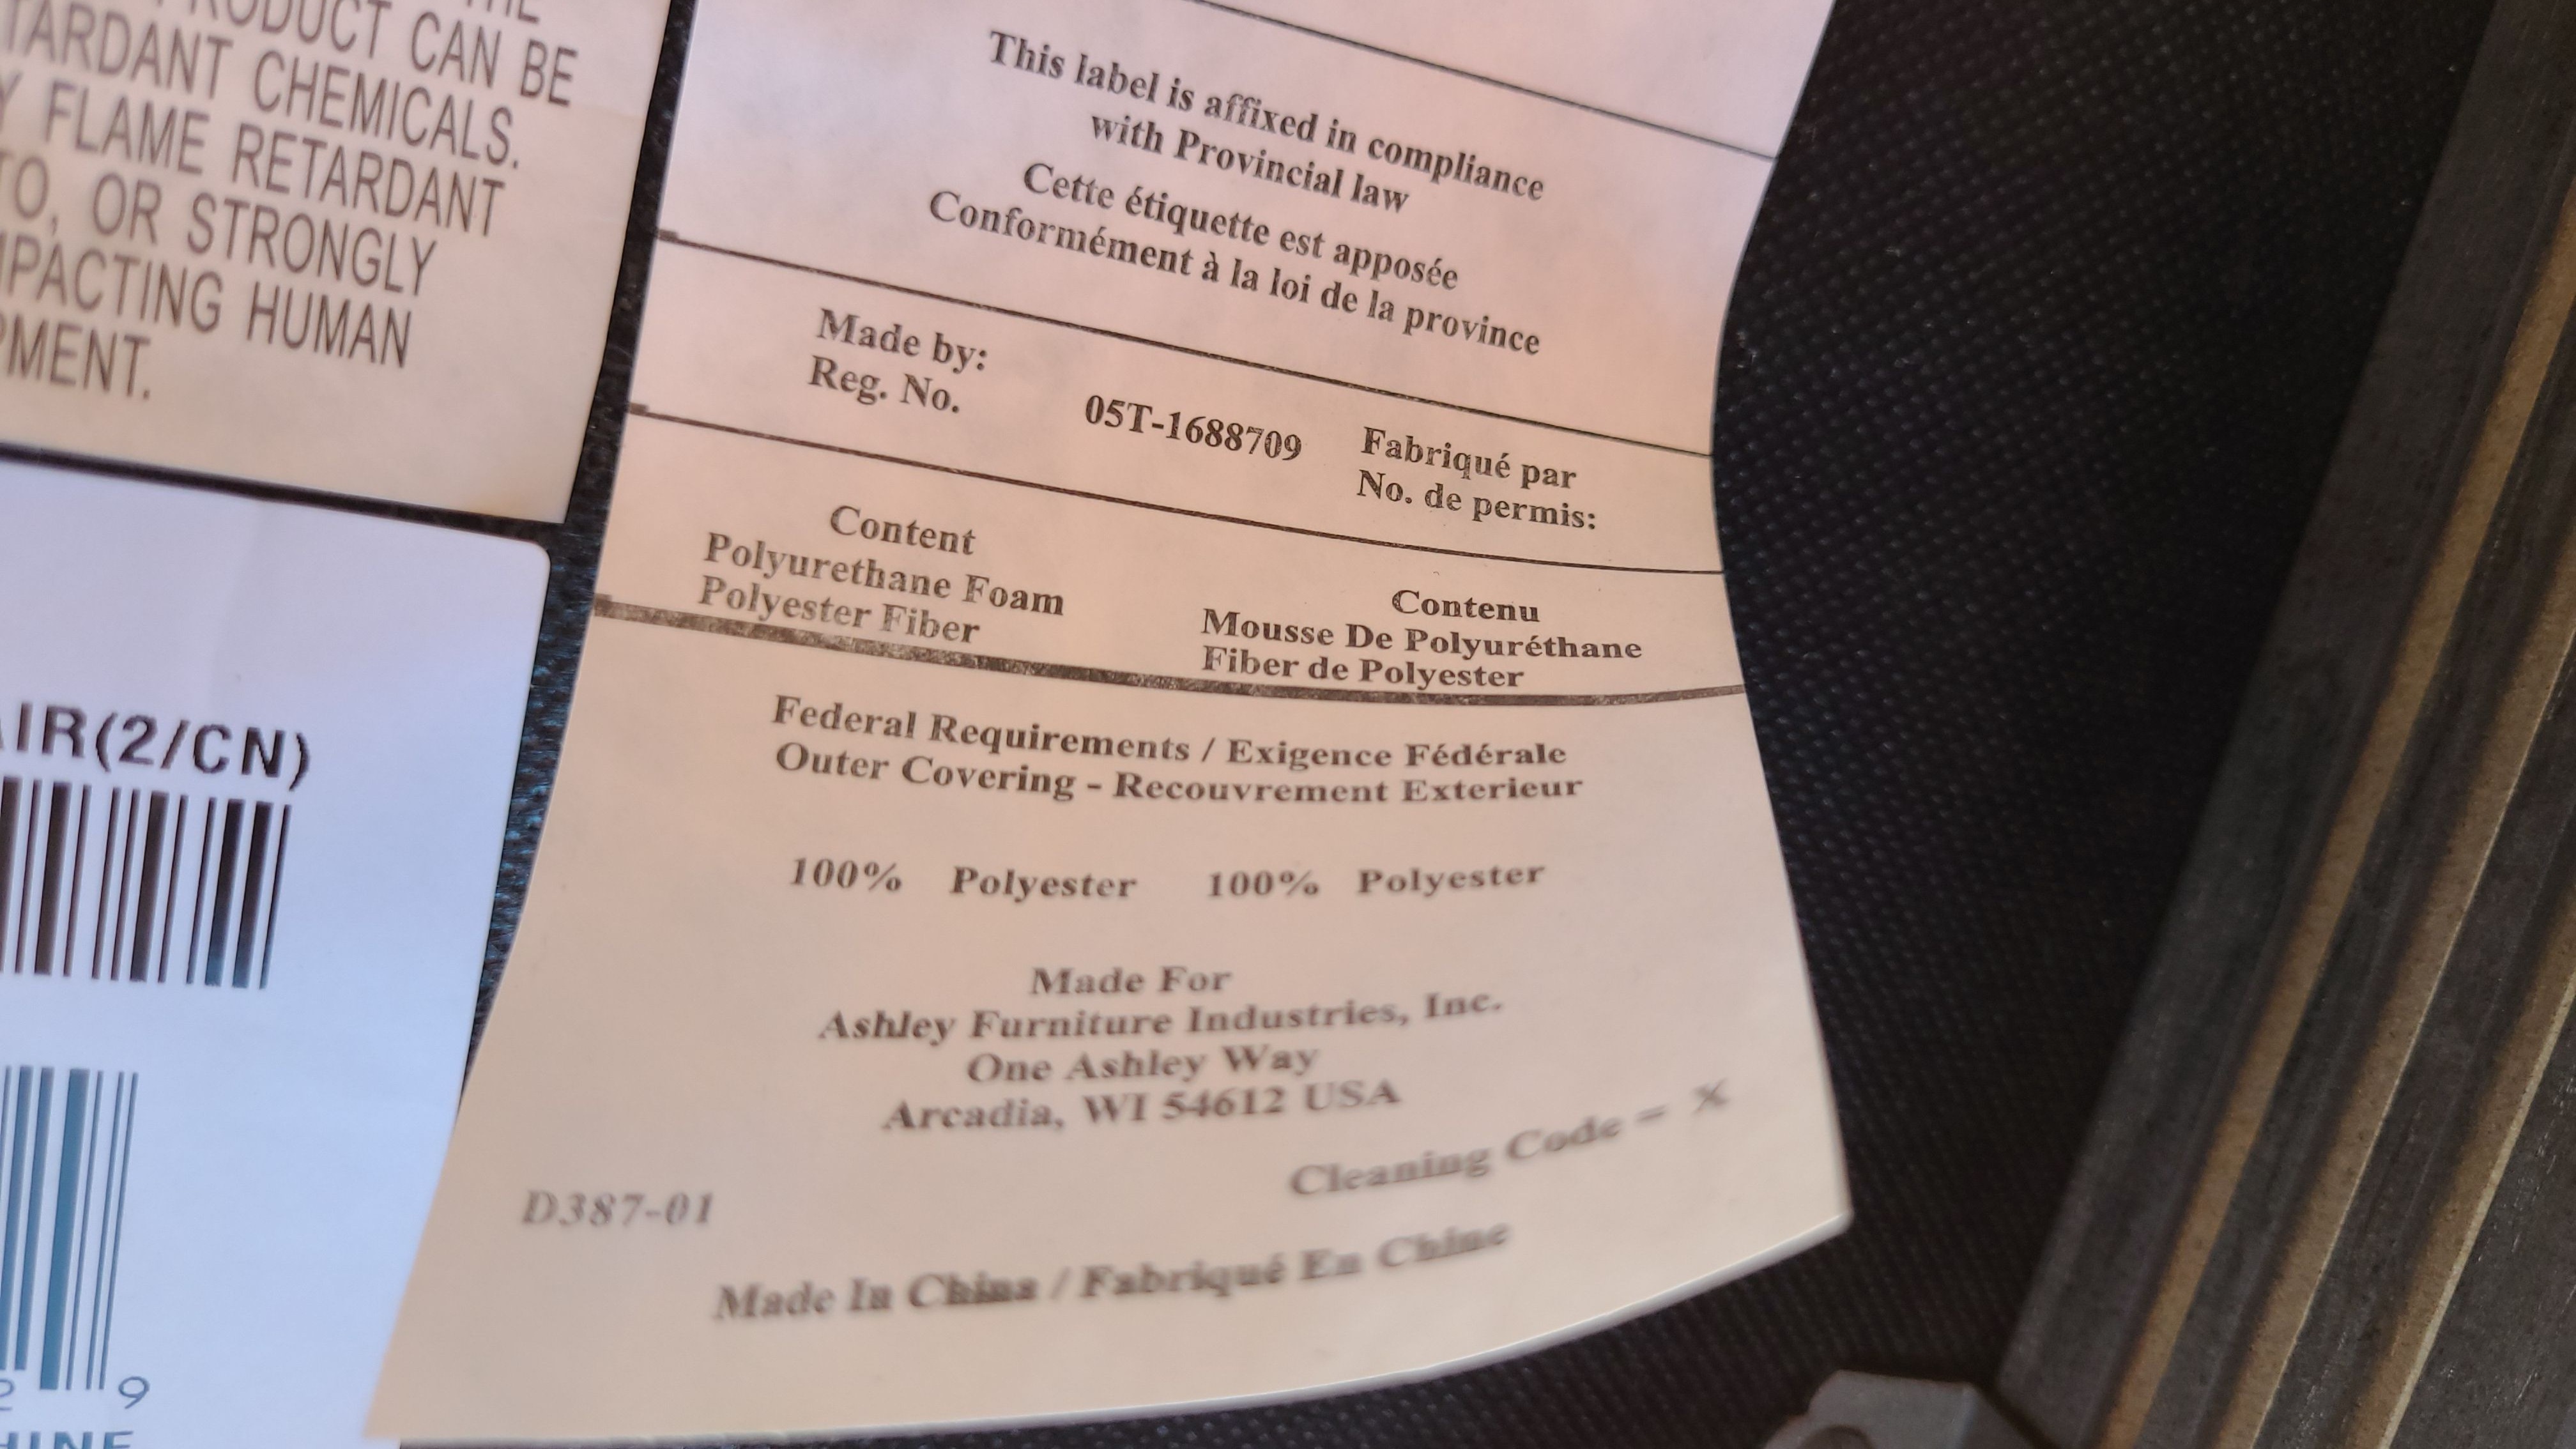 PRODUCT CAN BE
TARDANT CHEMICALS.
Y FLAME RETARDANT
TO, OR STRONGLY
MPACTING HUMAN
PMENT.
AIR(2/CN)
2 9
HINE
This label is affixed in compliance
with Provincial law
Cette étiquette est apposée
Conformément à la loi de la province
Made by:
Reg. No.
05T-1688709
Fabriqué par
No. de permis:
Content
Polyurethane Foam
Polyester Fiber
Contenu
Mousse De Polyuréthane
Fiber de Polyester
Federal Requirements / Exigence Fédérale
Outer Covering - Recouvrement Exterieur
100% Polyester 100% Polyester
Made For
Ashley Furniture Industries, Inc.
One Ashley Way
Arcadia, WI 54612 USA
Cleaning Code - X
D387-01
Made In China / Fabriqué En Chine